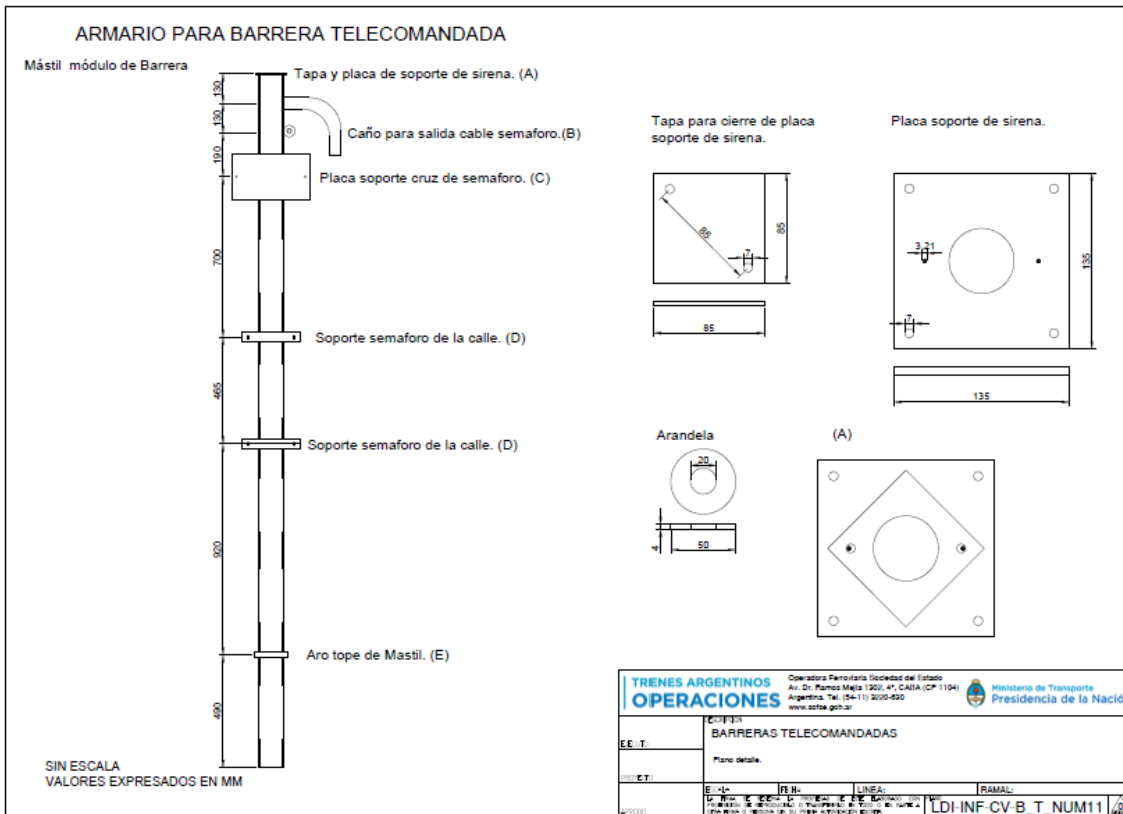 ARMARIO PARA BARRERA TELECOMANDADA
Mástil módulo de Barrera
Tapa y placa de soporte de sirena. (A)
130
130
Caño para salida cable semaforo.(B)
190
Placa soporte cruz de semaforo. (C)
700
Soporte semaforo de la calle. (D)
465
Soporte semaforo de la calle. (D)
920
Aro tope de Mastil. (E)
490
SIN ESCALA
VALORES EXPRESADOS EN MM
Tapa para cierre de placa
soporte de sirena.
85
85
7
85
Placa soporte de sirena.
3,21
135
7
135
Arandela
20
4
50
(A)
TRENES ARGENTINOS
OPERACIONES
Operadora Ferroviaria Sociedad del Estado
Av. Dr. Ramos Mejía 1302, 4°, CABA (CP 1104)
Argentina. Tel. (54-11)
www.sofse.gob.ar
Ministerio de Transporte
Presidencia de la Nació
BARRERAS TELECOMANDADAS
Plano detalle.
LINEA:
RAMAL:
LDI-INF-CV-B_T_NUM11